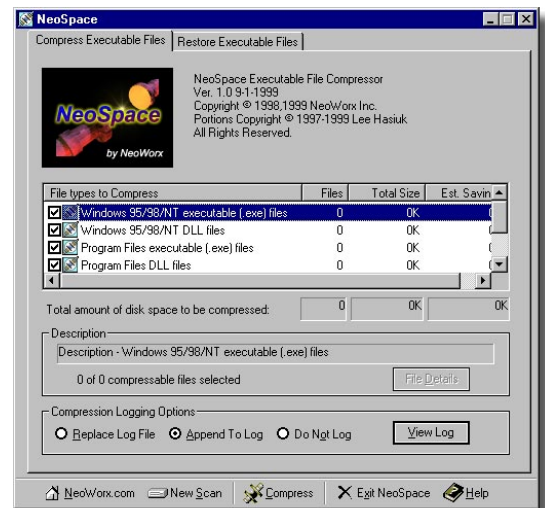 NeoSpace
Compress Executable Files Restore Executable Files
NeoSpace
by NeoWorx
NeoSpace Executable File Compressor
Ver. 1.0 9-1-1999
Copyright © 1998,1999 NeoWorx Inc.
Portions Copyright © 1997-1999 Lee Hasiuk
All Rights Reserved.
File types to Compress Files Total Size Est. Savin
Windows 95/98/NT executable (.exe) files 0 0K
Windows 95/98/NT DLL files 0 0K
Program Files executable (.exe) files 0 0K
Program Files DLL files 0 0K
Total amount of disk space to be compressed: 0 0K 0K
Description
Description - Windows 95/98/NT executable (.exe) files
0 of 0 compressable files selected File Details
Compression Logging Options
Replace Log File Append To Log Do Not Log View Log
NeoWorx.com New Scan Compress Exit NeoSpace Help